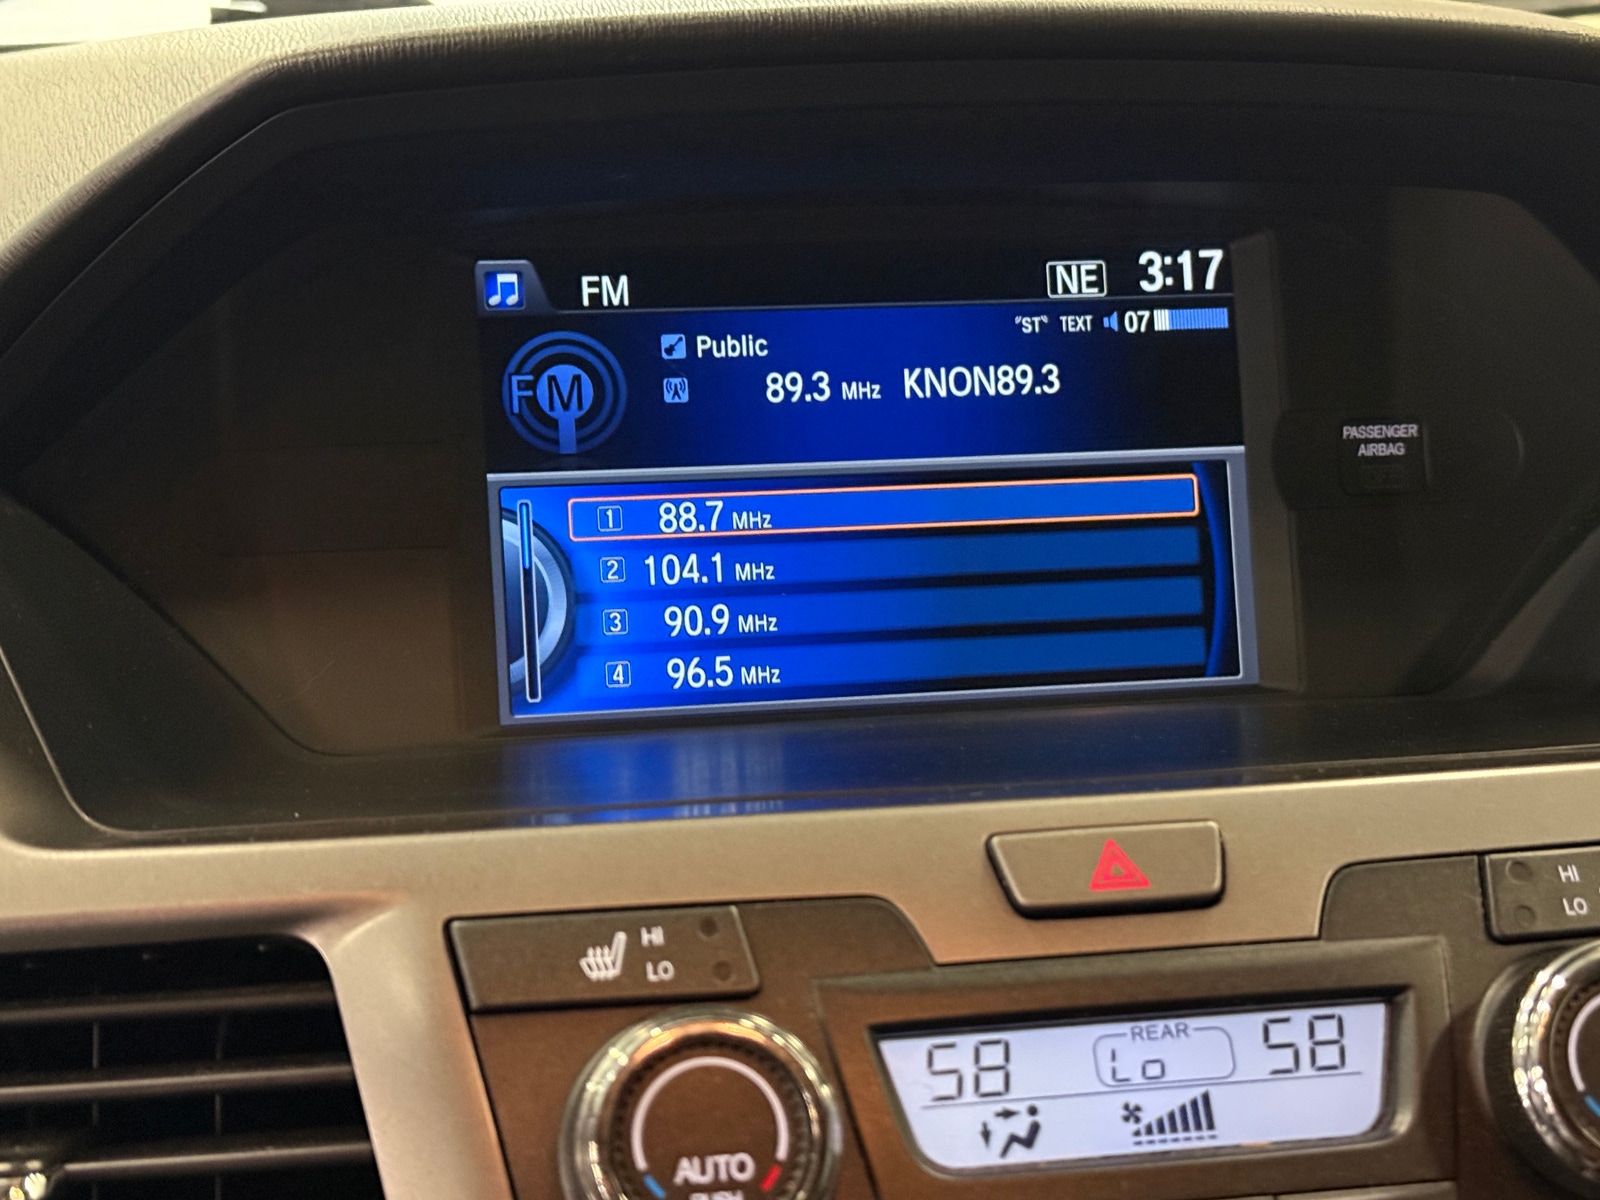 FM NE 3:17
"ST" TEXT 07
Public
FM
89.3 MHz KNON89.3
1 88.7 MHz
2 104.1 MHz
3 90.9 MHz
4 96.5 MHz
PASSENGER
AIRBAG
HI
LO
HI
LO
REAR
58 Lo 58
AUTO
PUSH